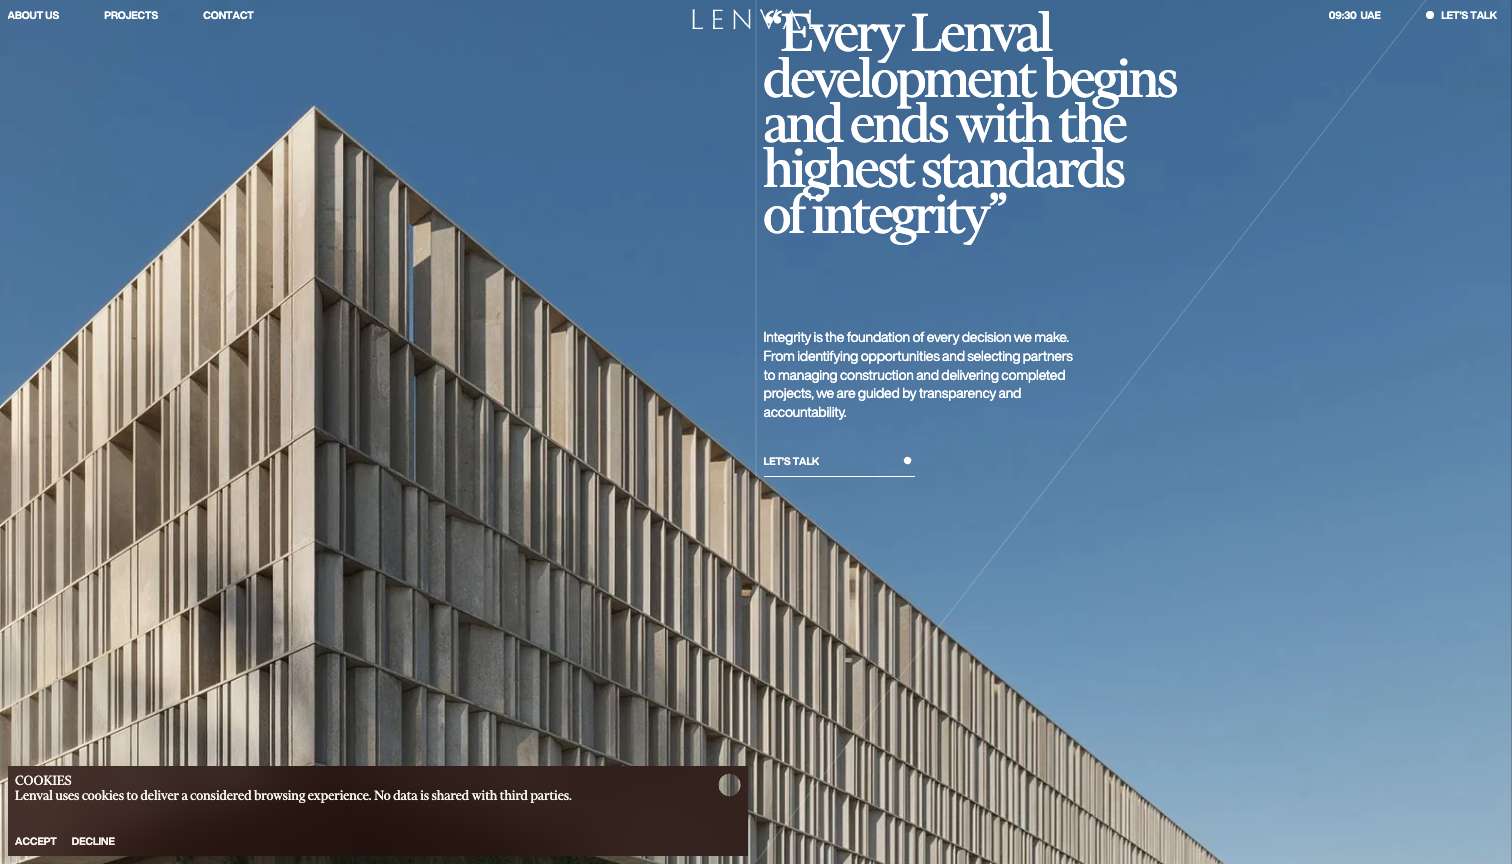 ABOUT US
PROJECTS
CONTACT
LENVAL
09:30 UAE
LET'S TALK
“Every Lenval
development begins
and ends with the
highest standards
of integrity”
Integrity is the foundation of every decision we make.
From identifying opportunities and selecting partners
to managing construction and delivering completed
projects, we are guided by transparency and
accountability.
LET'S TALK
COOKIES
Lenval uses cookies to deliver a considered browsing experience. No data is shared with third parties.
ACCEPT
DECLINE